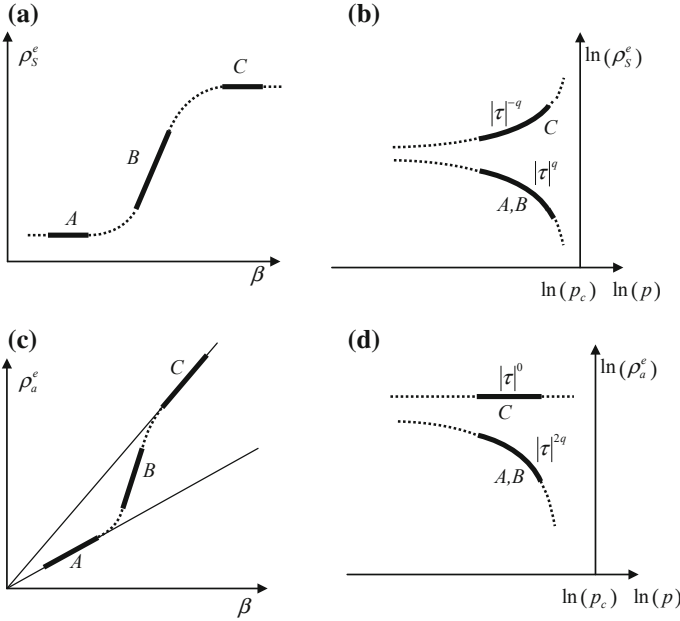 (a)
ρ_S^e
A
B
C
β
(b)
ln(ρ_S^e)
|τ|^{-q}
C
|τ|^q
A,B
ln(p_c) ln(p)
(c)
ρ_a^e
C
B
A
β
(d)
ln(ρ_a^e)
|τ|^0
C
|τ|^{2q}
A,B
ln(p_c) ln(p)